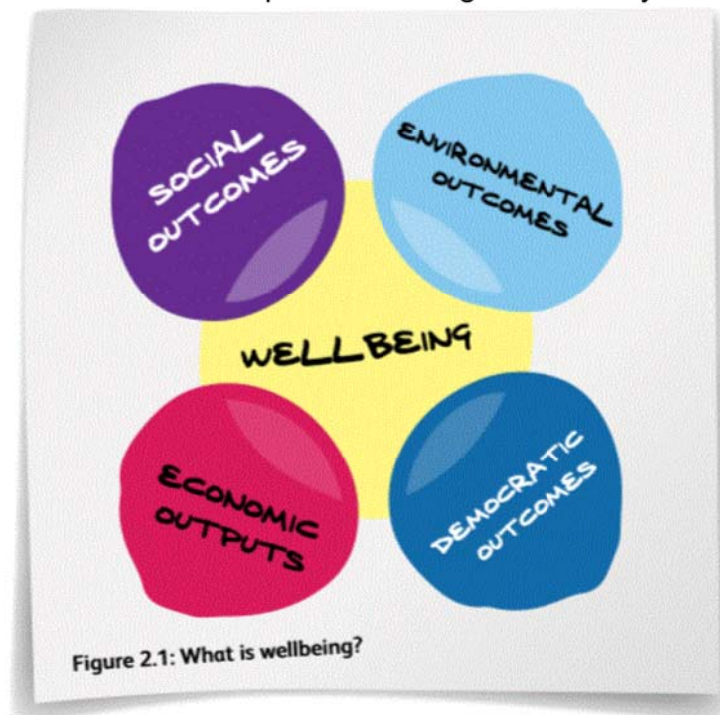 SOCIAL
OUTCOMES
ENVIRONMENTAL
OUTCOMES
WELLBEING
ECONOMIC
OUTPUTS
DEMOCRATIC
OUTCOMES
Figure 2.1: What is wellbeing?